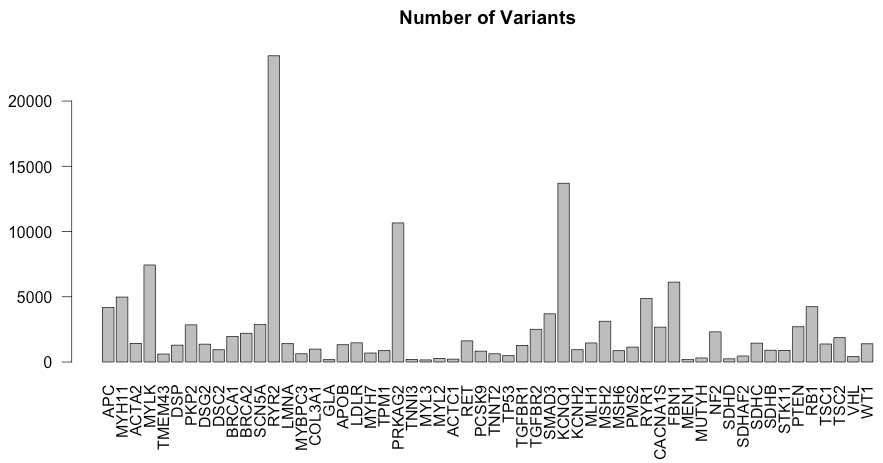 Number of Variants
20000
15000
10000
5000
0
APC
MYH11
ACTA2
MYLK
TMEM43
DSP
PKP2
DSG2
DSC2
BRCA1
BRCA2
SCN5A
RYR2
LMNA
MYBPC3
COL3A1
GLA
APOB
LDLR
MYH7
TPM1
PRKAG2
TNNI3
MYL3
MYL2
ACTC1
RET
PCSK9
TNNT2
TP53
TGFBR1
TGFBR2
SMAD3
KCNQ1
KCNH2
MLH1
MSH2
MSH6
PMS2
RYR1
CACNA1S
FBN1
MEN1
MUTYH
NF2
SDHD
SDHAF2
SDHC
SDHB
STK11
PTEN
RB1
TSC1
TSC2
VHL
WT1